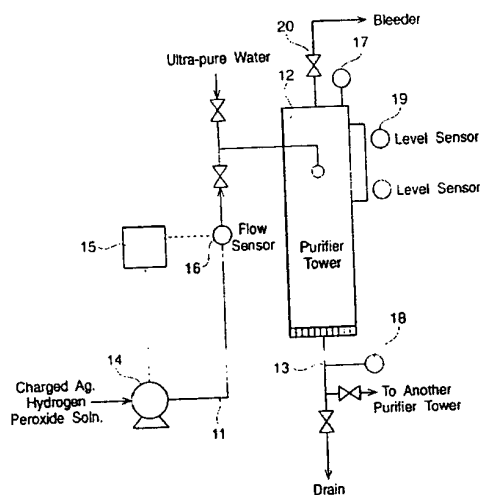 20
Bleeder
17
Ultra-pure Water
12
19
Level Sensor
Level Sensor
15
Flow
Sensor
16
Purifier
Tower
18
14
13
Charged Ag.
Hydrogen
Peroxide Soln.
11
To Another
Purifier Tower
Drain